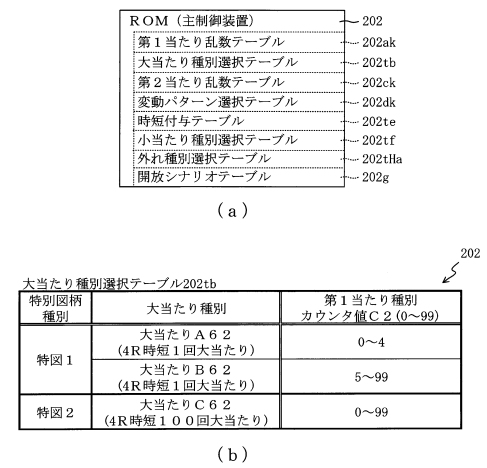 ROM（主制御装置）
202
第１当たり乱数テーブル
202ak
大当たり種別選択テーブル
202tb
第２当たり乱数テーブル
202ck
変動パターン選択テーブル
202dk
時短付与テーブル
202te
小当たり種別選択テーブル
202tf
外れ種別選択テーブル
202tHa
開放シナリオテーブル
202g
（a）
202
大当たり種別選択テーブル202tb
特別図柄
種別
大当たり種別
第１当たり種別
カウンタ値Ｃ２(0～99)
特図１
大当たりＡ６２
(4Ｒ時短１回大当たり)
0～4
大当たりＢ６２
(4Ｒ時短１回大当たり)
5～99
特図２
大当たりＣ６２
(4Ｒ時短１００回大当たり)
0～99
（b）